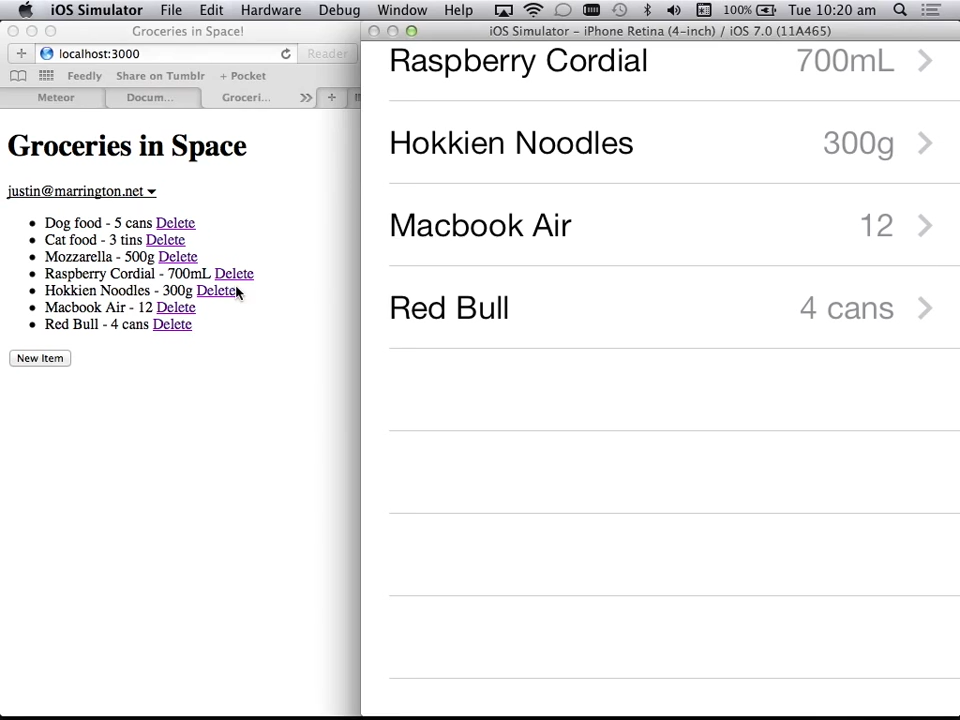 iOS Simulator File Edit Hardware Debug Window Help 100% Tue 10:20 am
Groceries in Space!
localhost:3000 Reader
Feedly Share on Tumblr + Pocket
Meteor Docum... Groceri... » +
Groceries in Space
justin@marrington.net
Dog food - 5 cans Delete
Cat food - 3 tins Delete
Mozzarella - 500g Delete
Raspberry Cordial - 700mL Delete
Hokkien Noodles - 300g Delete
Macbook Air - 12 Delete
Red Bull - 4 cans Delete
New Item
iOS Simulator - iPhone Retina (4-inch) / iOS 7.0 (11A465)
Raspberry Cordial 700mL
Hokkien Noodles 300g
Macbook Air 12
Red Bull 4 cans